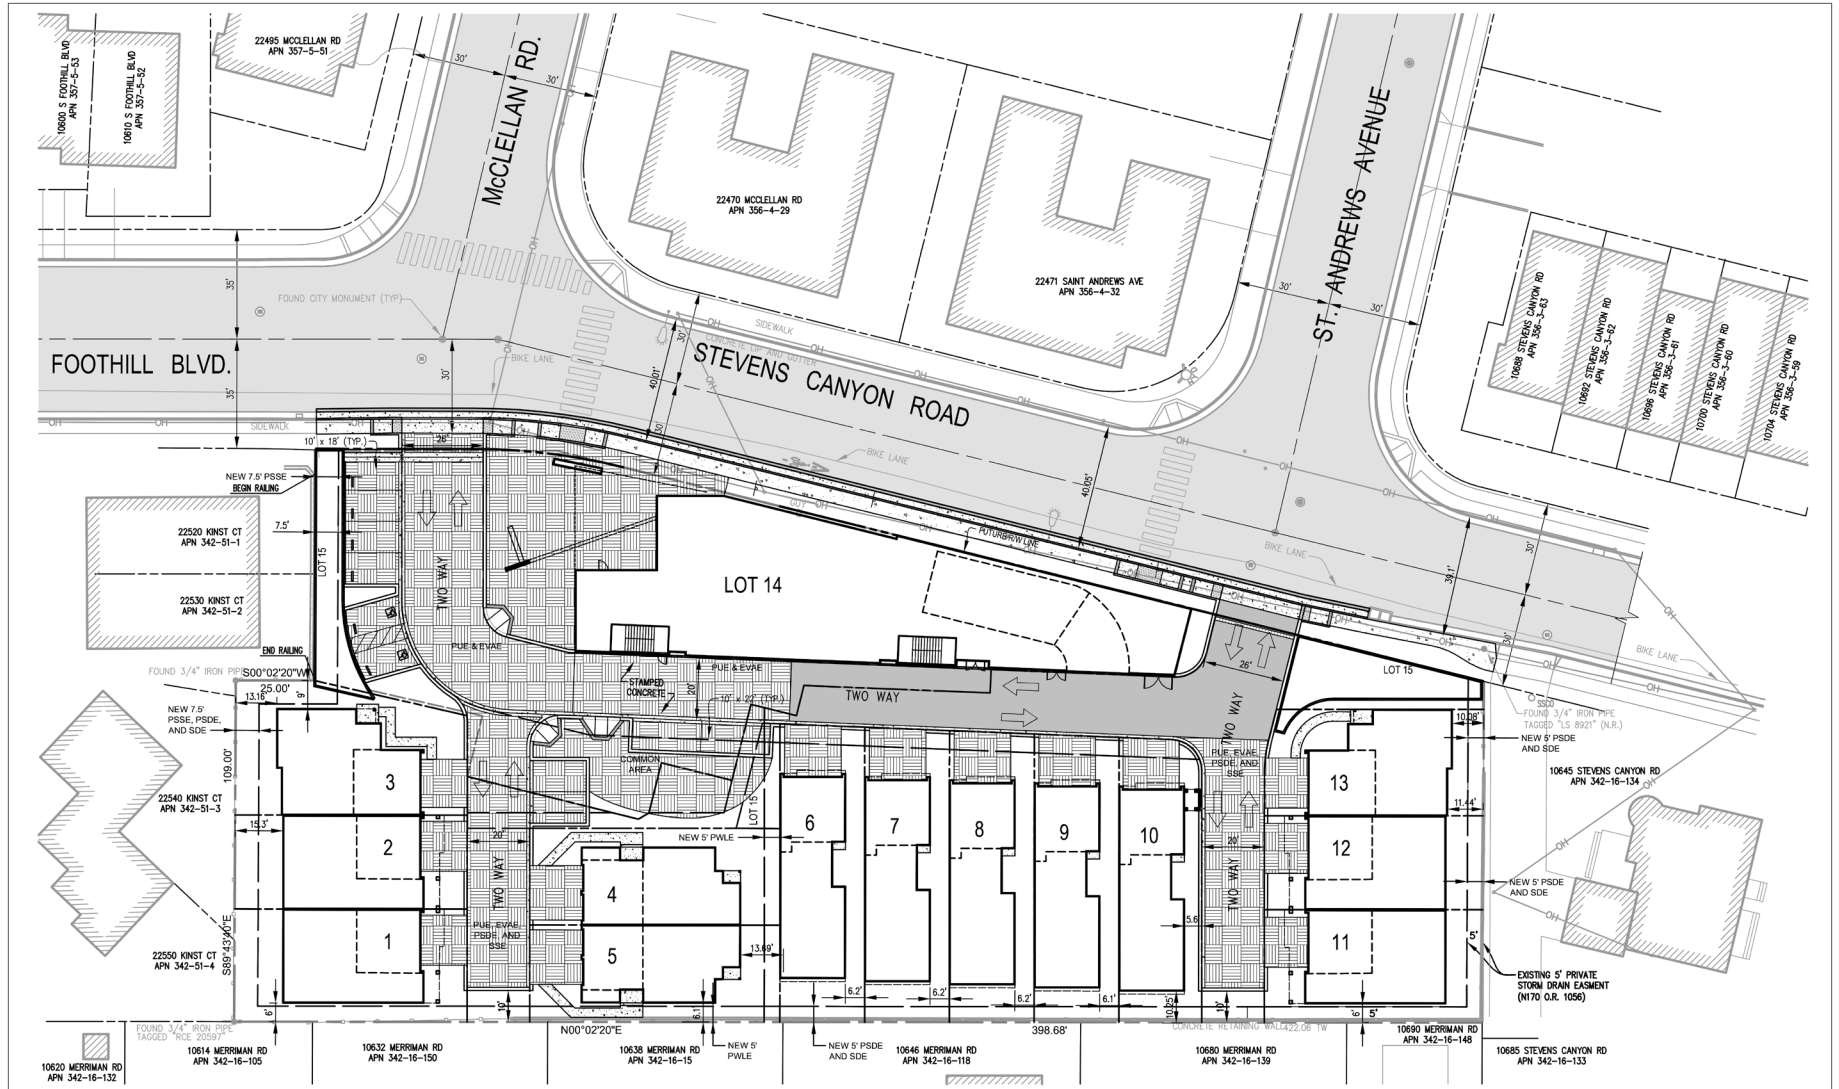 10600 S FOOTHILL BLVD
APN 357-5-53
10610 S FOOTHILL BLVD
APN 357-5-52
22495 MCCLELLAN RD
APN 357-5-51
30'
30'
McCLELLAN RD.
OH
22470 MCCLELLAN RD
APN 356-4-29
22471 SAINT ANDREWS AVE
APN 356-4-32
ST. ANDREWS AVENUE
30'
30'
10688 STEVENS CANYON RD
APN 356-3-63
10692 STEVENS CANYON RD
APN 356-3-62
10696 STEVENS CANYON RD
APN 356-3-61
10700 STEVENS CANYON RD
APN 356-3-60
10704 STEVENS CANYON RD
APN 356-3-59
35'
FOUND CITY MONUMENT (TYP)
SIDEWALK
CONCRETE LIP AND GUTTER
FOOTHILL BLVD.
35'
30'
BIKE LANE
40.01'
30'
30'
STEVENS CANYON ROAD
BIKE LANE
40.05'
BIKE LANE
39.1'
30'
30'
BIKE LANE
OH
OH
SIDEWALK
10' x 18' (TYP.)
26'
NEW 7.5' PSSE
BEGIN RAILING
GUY
FUTURE R/W LINE
22520 KINST CT
APN 342-51-1
7.5'
LOT 15
TWO WAY
LOT 14
22530 KINST CT
APN 342-51-2
END RAILING
PUE & EVAE
STAMPED
CONCRETE
PUE & EVAE
20'
10' x 22' (TYP.)
TWO WAY
26'
TWO WAY
LOT 15
FOUND 3/4" IRON PIPE
S00°02'20"W
25.00'
13.16'
9'
NEW 7.5'
PSSE, PSDE,
AND SDE
SSCO
FOUND 3/4" IRON PIPE
TAGGED "LS 8921" (N.R.)
10.08'
NEW 5' PSDE
AND SDE
10645 STEVENS CANYON RD
APN 342-16-134
109.00'
22540 KINST CT
APN 342-51-3
3
COMMON
AREA
LOT 15
PUE, EVAE,
PSDE, AND
SSE
13
11.44'
15.3'
2
20'
TWO WAY
NEW 5' PWLE
6
7
8
9
10
20'
TWO WAY
12
NEW 5' PSDE
AND SDE
4
S89°43'40"E
22550 KINST CT
APN 342-51-4
1
PUE, EVAE,
PSDE, AND
SSE
5
13.69'
5.6'
11
5'
EXISTING 5' PRIVATE
STORM DRAIN EASMENT
(N170 O.R. 1056)
6'
10'
6.1'
6.2'
6.2'
6.2'
6.1'
10.25'
10'
6'
5'
FOUND 3/4" IRON PIPE
TAGGED "RCE 20597"
N00°02'20"E
398.68'
CONCRETE RETAINING WALL
422.06 TW
10620 MERRIMAN RD
APN 342-16-132
10614 MERRIMAN RD
APN 342-16-105
10632 MERRIMAN RD
APN 342-16-150
10638 MERRIMAN RD
APN 342-16-15
NEW 5'
PWLE
NEW 5' PSDE
AND SDE
10646 MERRIMAN RD
APN 342-16-118
10680 MERRIMAN RD
APN 342-16-139
10690 MERRIMAN RD
APN 342-16-148
10685 STEVENS CANYON RD
APN 342-16-133